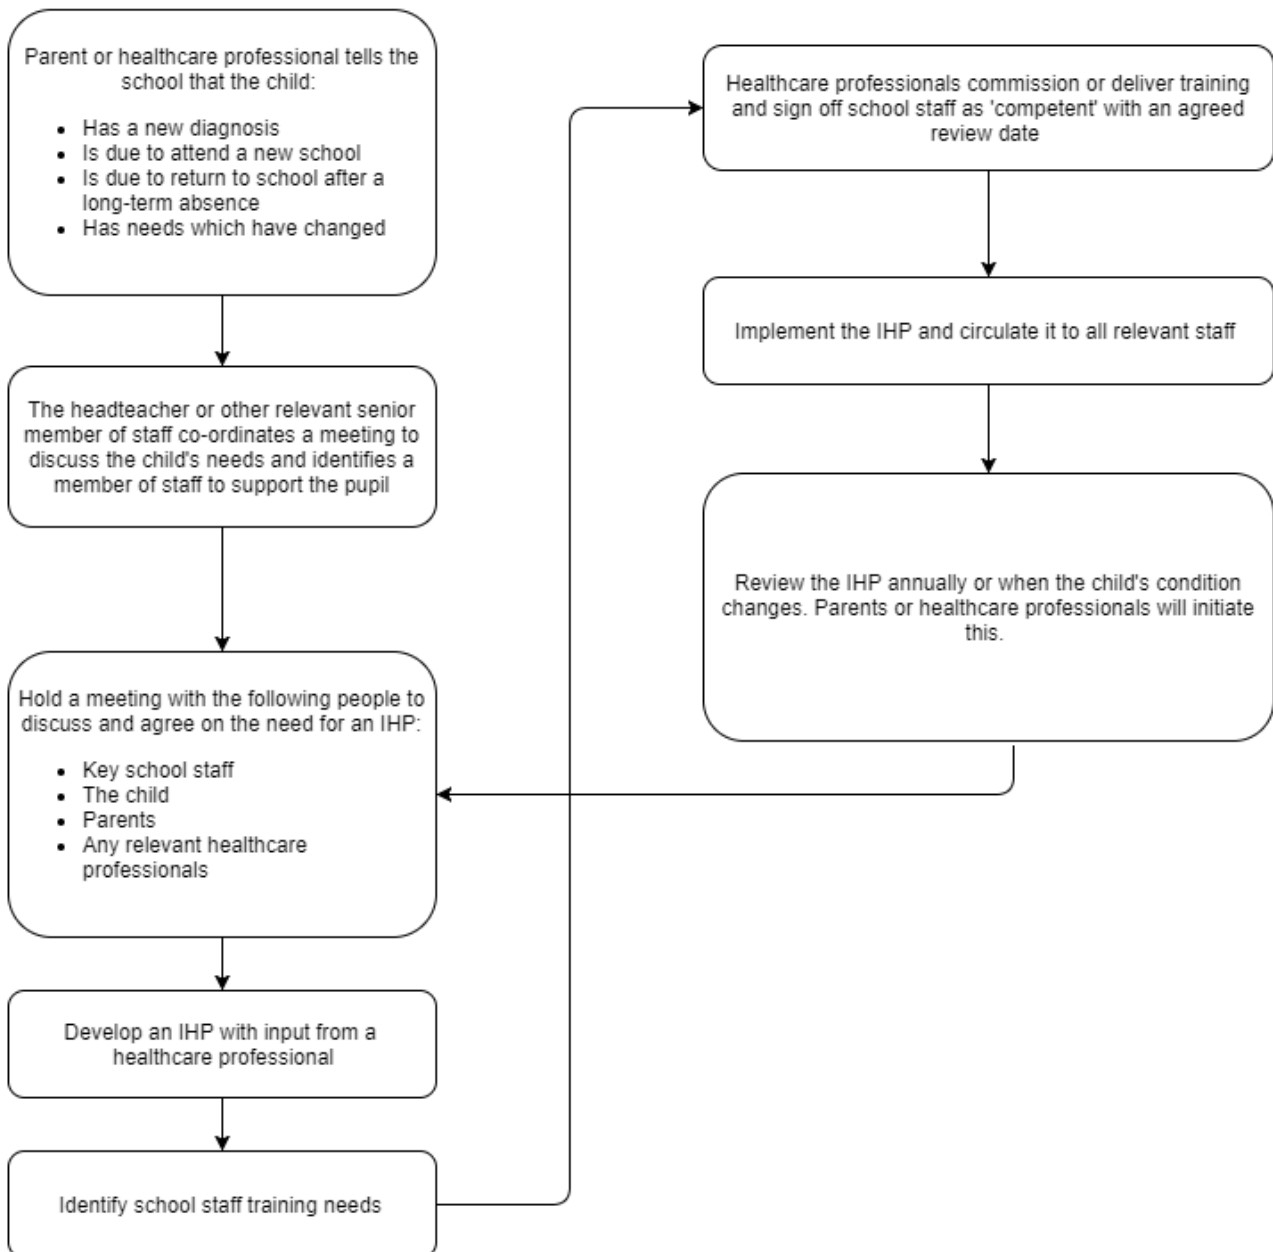 Parent or healthcare professional tells the
school that the child:
• Has a new diagnosis
• Is due to attend a new school
• Is due to return to school after a
long-term absence
• Has needs which have changed
The headteacher or other relevant senior
member of staff co-ordinates a meeting to
discuss the child's needs and identifies a
member of staff to support the pupil
Hold a meeting with the following people to
discuss and agree on the need for an IHP:
• Key school staff
• The child
• Parents
• Any relevant healthcare
professionals
Develop an IHP with input from a
healthcare professional
Identify school staff training needs
Healthcare professionals commission or deliver training
and sign off school staff as 'competent' with an agreed
review date
Implement the IHP and circulate it to all relevant staff
Review the IHP annually or when the child's condition
changes. Parents or healthcare professionals will initiate
this.